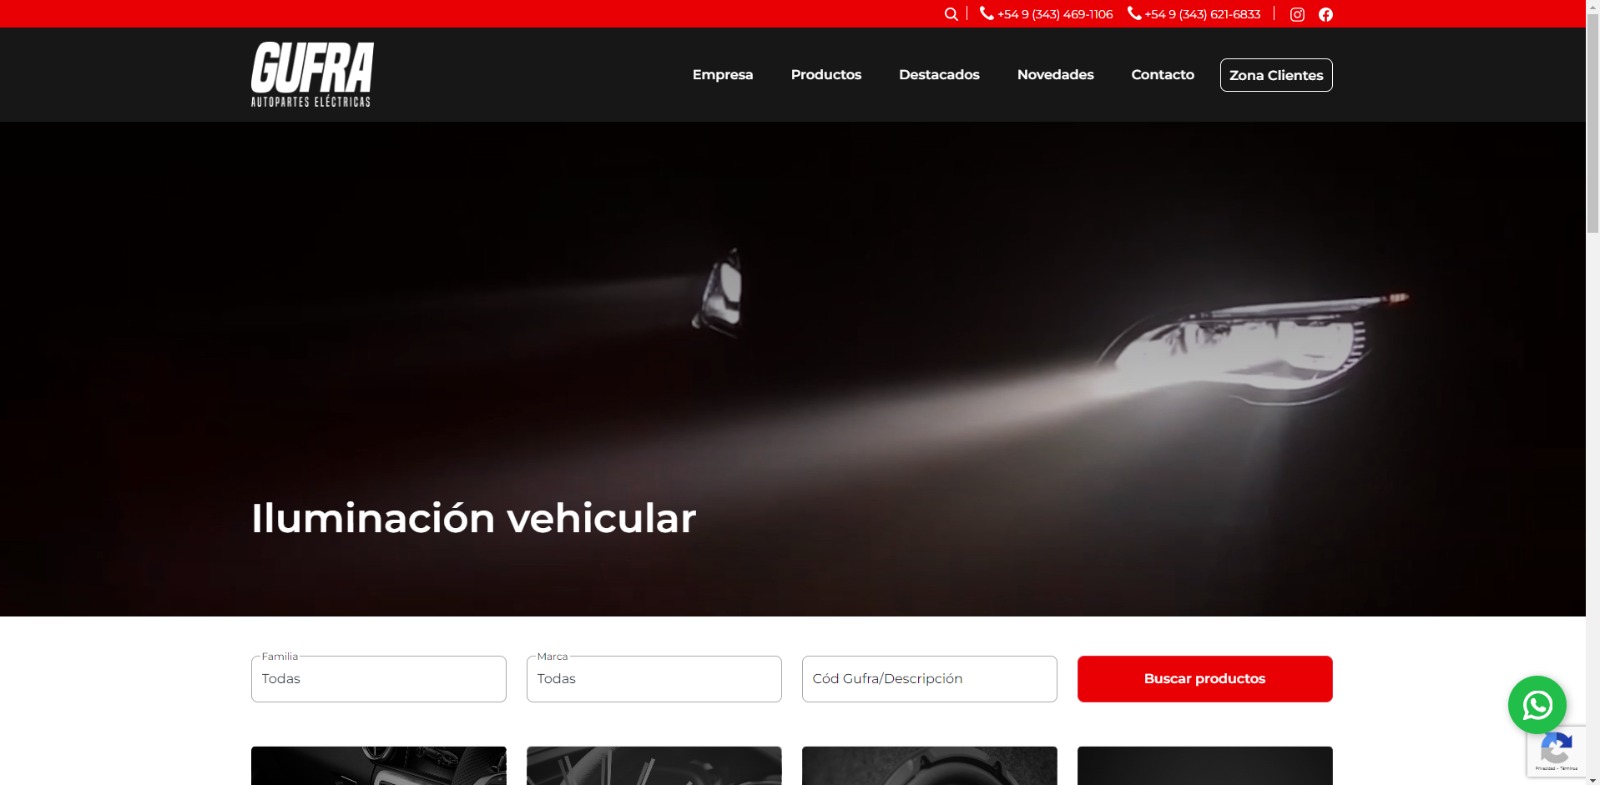 +54 9 (343) 469-1106 +54 9 (343) 621-6833
GUFRA
AUTOPARTES ELÉCTRICAS
Empresa Productos Destacados Novedades Contacto Zona Clientes
Iluminación vehicular
Familia
Todas
Marca
Todas
Cód Gufra/Descripción
Buscar productos
Privacidad - Términos